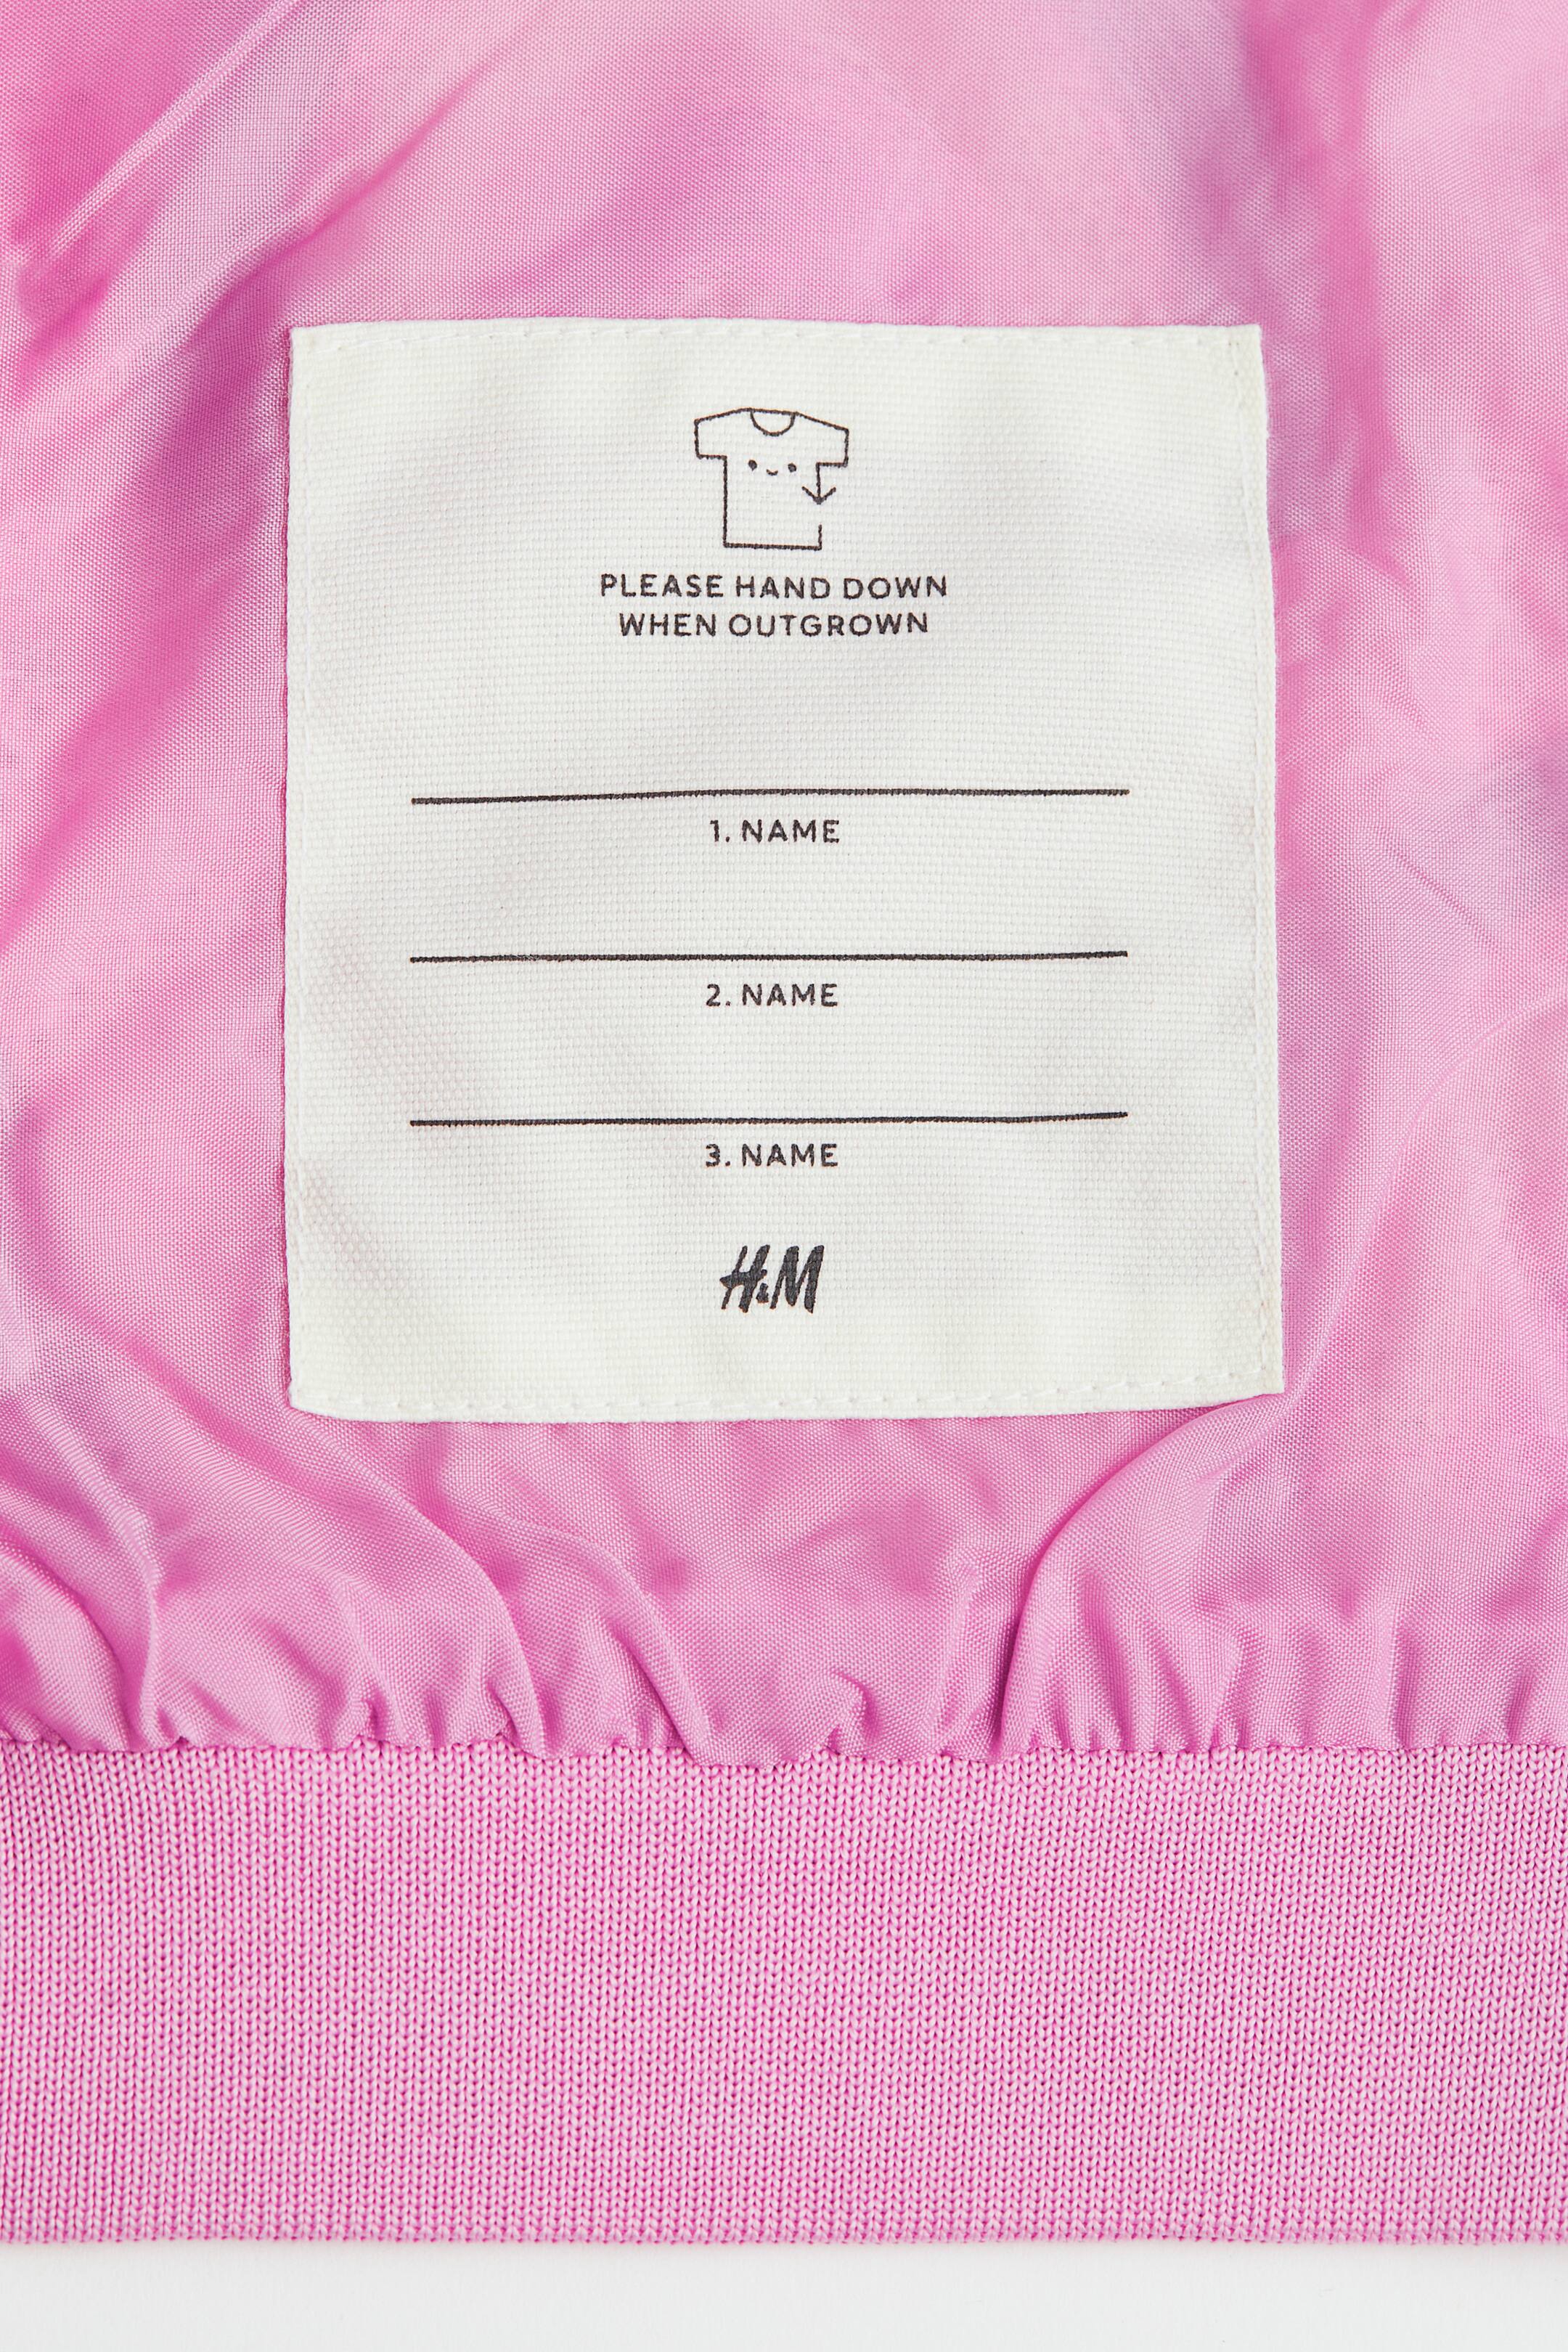 PLEASE HAND DOWN
WHEN OUTGROWN
1. NAME
2. NAME
3. NAME
H&M